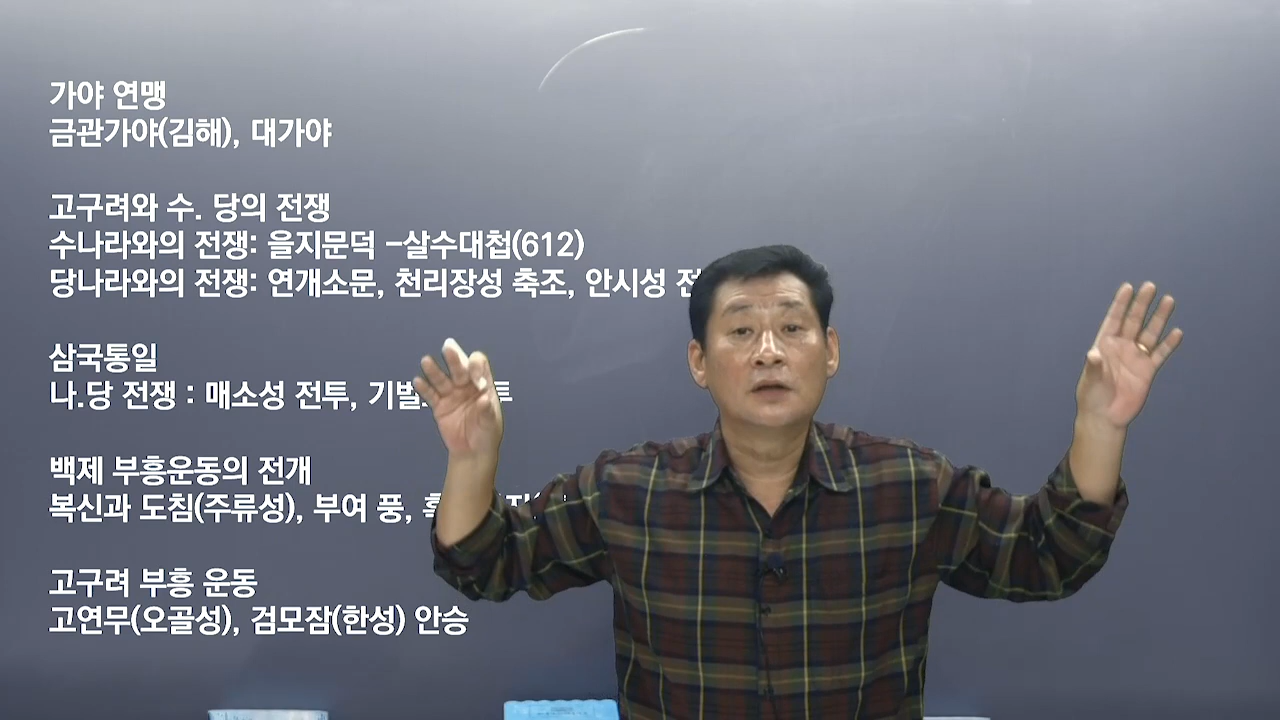 가야 연맹
금관가야(김해), 대가야
고구려와 수. 당의 전쟁
수나라와의 전쟁: 을지문덕 -살수대첩(612)
당나라와의 전쟁: 연개소문, 천리장성 축조, 안시성
삼국통일
나.당 전쟁 : 매소성 전투,
백제 부흥운동의 전개
복신과 도침(주류성), 부여 풍,
고구려 부흥 운동
고연무(오골성), 검모잠(한성) 안승